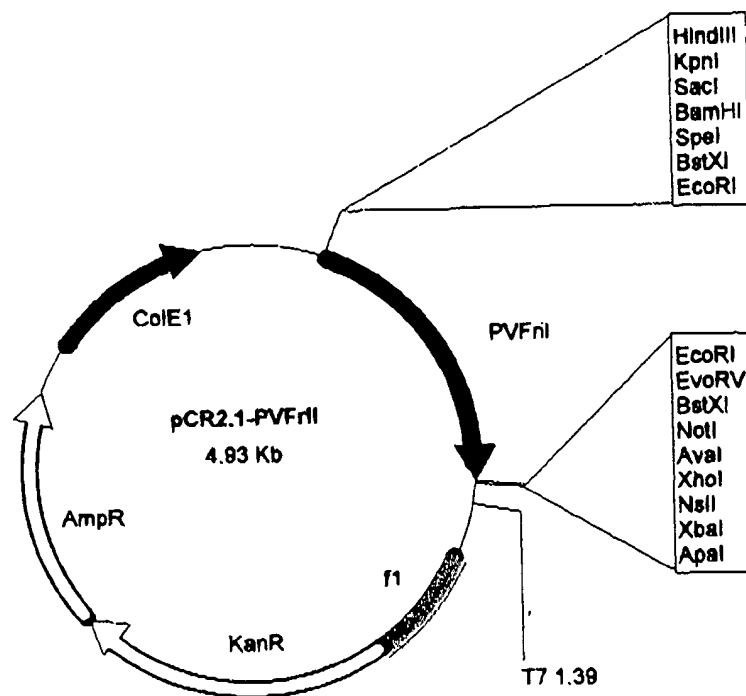 HindIII
KpnI
SacI
BamHI
SpeI
BstXI
EcoRI
ColE1
PVFriI
EcoRI
EvoRV
BstXI
NotI
AvaI
XhoI
NsiI
XbaI
ApaI
pCR2.1-PVFriI
4.93 Kb
AmpR
f1
KanR
T7 1.39